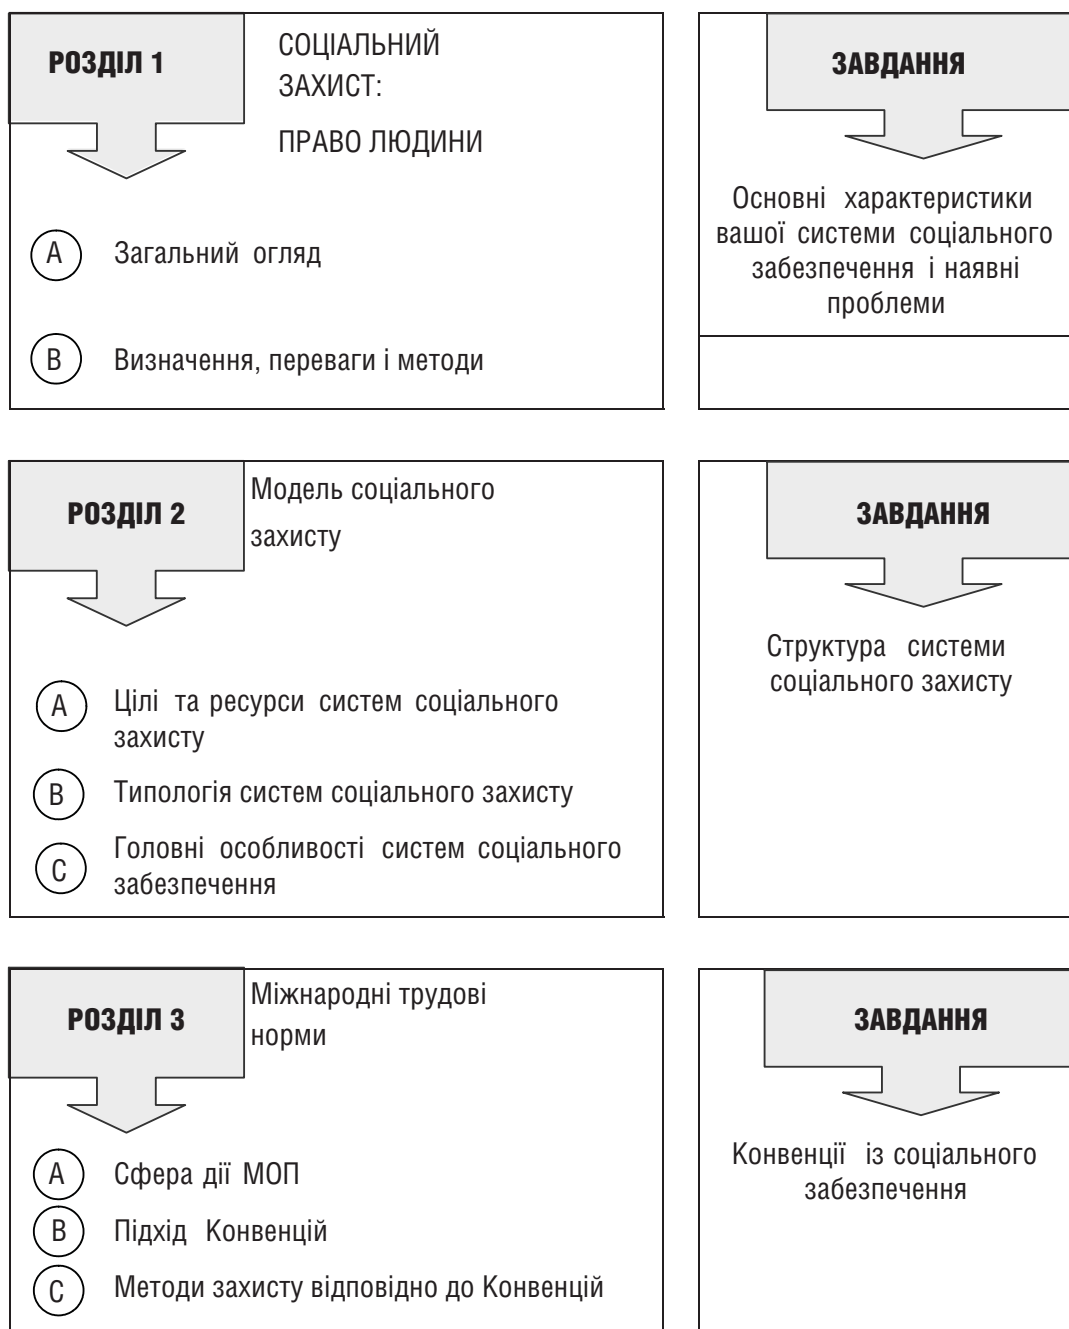 РОЗДІЛ 1
СОЦІАЛЬНИЙ
ЗАХИСТ:
ПРАВО ЛЮДИНИ
A Загальний огляд
B Визначення, переваги і методи
ЗАВДАННЯ
Основні характеристики
вашої системи соціального
забезпечення і наявні
проблеми
РОЗДІЛ 2
Модель соціального
захисту
A Цілі та ресурси систем соціального
захисту
B Типологія систем соціального захисту
C Головні особливості систем соціального
забезпечення
ЗАВДАННЯ
Структура системи
соціального захисту
РОЗДІЛ 3
Міжнародні трудові
норми
A Сфера дії МОП
B Підхід Конвенцій
C Методи захисту відповідно до Конвенцій
ЗАВДАННЯ
Конвенції із соціального
забезпечення